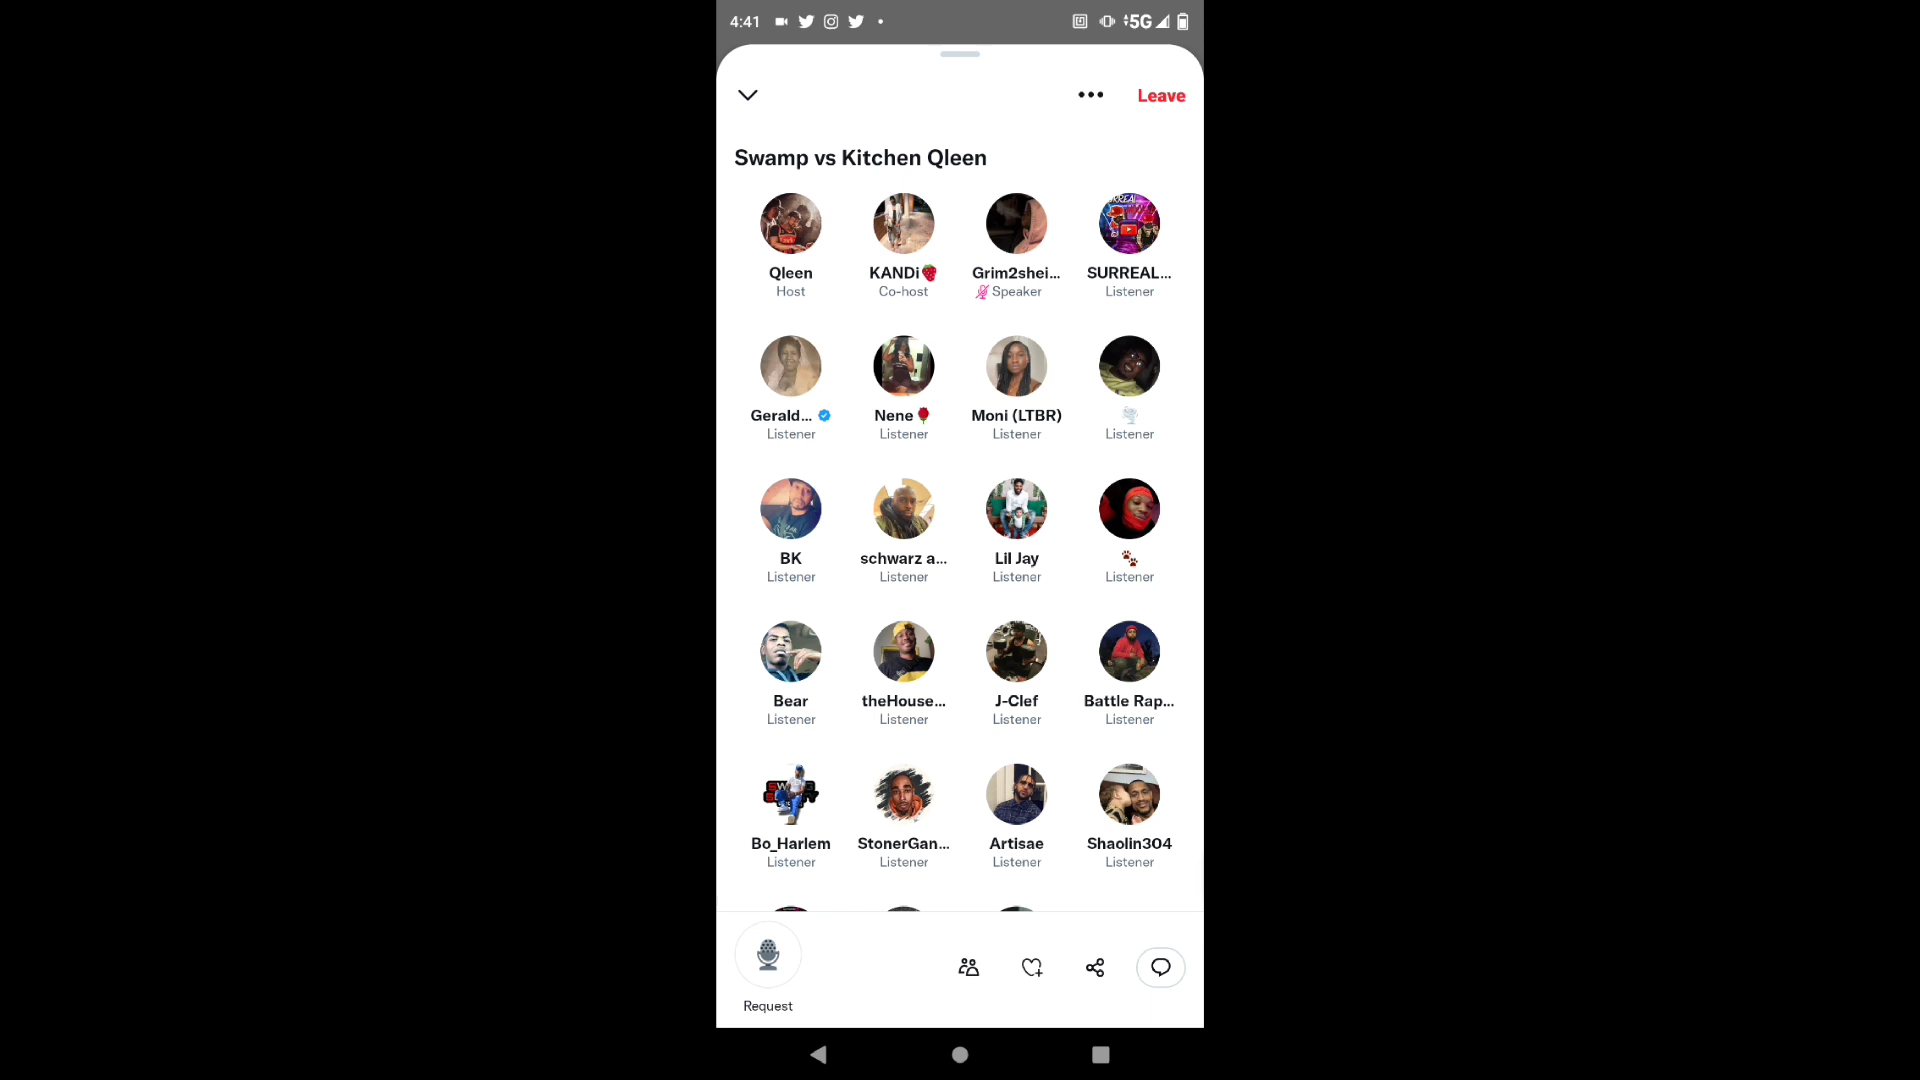 4:41 5G
Leave
Swamp vs Kitchen Qleen
Qleen KANDi🍓 Grim2shei... SURREAL...
Host Co-host Speaker Listener
Gerald... Nene🌹 Moni (LTBR) 🌪️
Listener Listener Listener Listener
BK schwarz a... Lil Jay 🐾
Listener Listener Listener Listener
Bear theHouse... J-Clef Battle Rap...
Listener Listener Listener Listener
Bo_Harlem StonerGan... Artisae Shaolin304
Listener Listener Listener Listener
Request